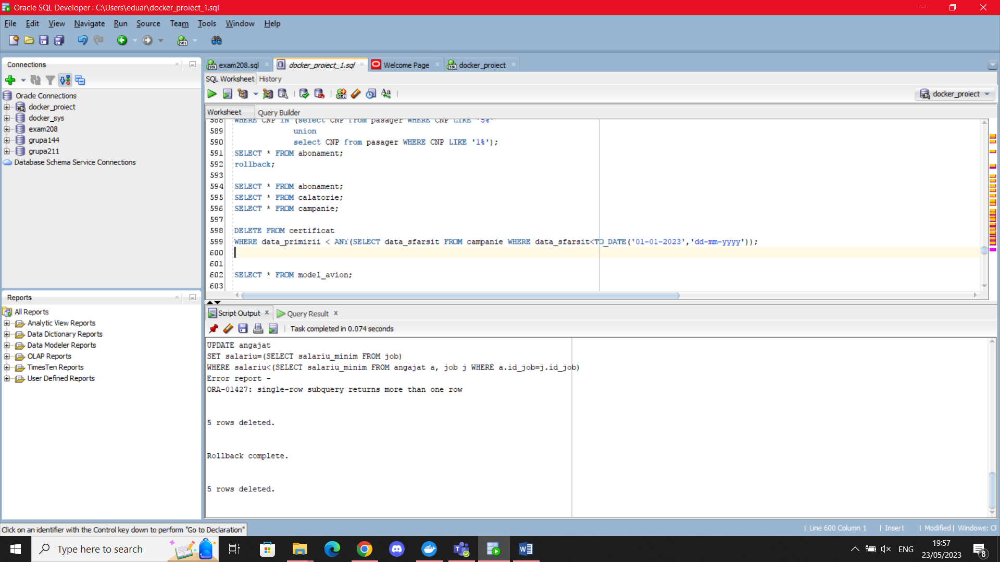 Oracle SQL Developer : C:\Users\eduar\docker_proiect_1.sql
File Edit View Navigate Run Source Team Tools Window Help
Connections
Oracle Connections
docker_proiect
docker_sys
exam208
grupa144
grupa211
Database Schema Service Connections
Reports
All Reports
Analytic View Reports
Data Dictionary Reports
Data Modeler Reports
OLAP Reports
TimesTen Reports
User Defined Reports
exam208.sql docker_proiect_1.sql Welcome Page docker_proiect
SQL Worksheet History
docker_proiect
Worksheet Query Builder
588 WHERE CNP IN (select CNP from pasager WHERE CNP LIKE '5%'
589 union
590 select CNP from pasager WHERE CNP LIKE '1%');
591 SELECT * FROM abonament;
592 rollback;
593
594 SELECT * FROM abonament;
595 SELECT * FROM calatorie;
596 SELECT * FROM campanie;
597
598 DELETE FROM certificat
599 WHERE data_primirii < ANY(SELECT data_sfarsit FROM campanie WHERE data_sfarsit<TO_DATE('01-01-2023','dd-mm-yyyy'));
600
601
602 SELECT * FROM model_avion;
603
Script Output Query Result
Task completed in 0.074 seconds
UPDATE angajat
SET salariu=(SELECT salariu_minim FROM job)
WHERE salariu<(SELECT salariu_minim FROM angajat a, job j WHERE a.id_job=j.id_job)
Error report -
ORA-01427: single-row subquery returns more than one row
5 rows deleted.
Rollback complete.
5 rows deleted.
Click on an identifier with the Control key down to perform "Go to Declaration"
Line 600 Column 1 Insert Modified Windows: CR
Type here to search
ENG
19:57
23/05/2023
8